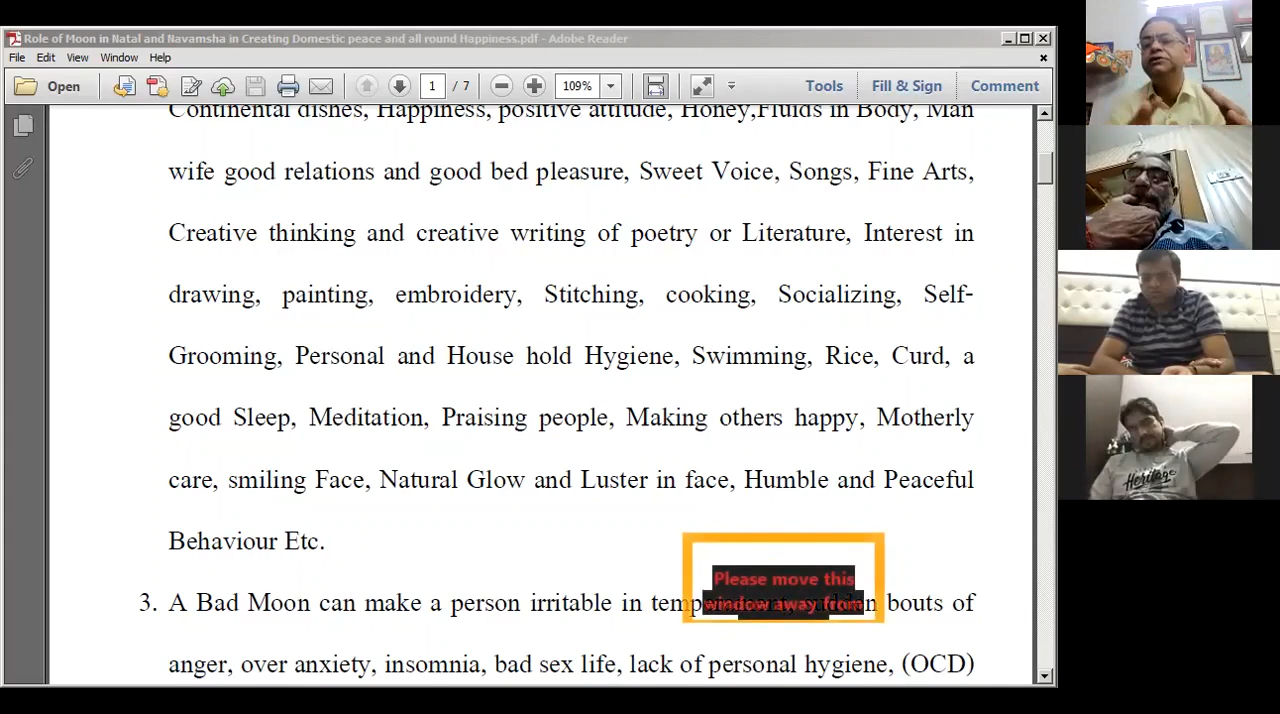 Role of Moon in Natal and Navamsha in Creating Domestic peace and all round Happiness.pdf - Adobe Reader
File Edit View Window Help
Open 1 / 7 109% Tools Fill & Sign Comment
Continental dishes, Happiness, positive attitude, Honey,Fluids in Body, Man
wife good relations and good bed pleasure, Sweet Voice, Songs, Fine Arts,
Creative thinking and creative writing of poetry or Literature, Interest in
drawing, painting, embroidery, Stitching, cooking, Socializing, Self-
Grooming, Personal and House hold Hygiene, Swimming, Rice, Curd, a
good Sleep, Meditation, Praising people, Making others happy, Motherly
care, smiling Face, Natural Glow and Luster in face, Humble and Peaceful
Behaviour Etc.
Please move this
window away from
3. A Bad Moon can make a person irritable in bouts of
anger, over anxiety, insomnia, bad sex life, lack of personal hygiene, (OCD)
Heritage